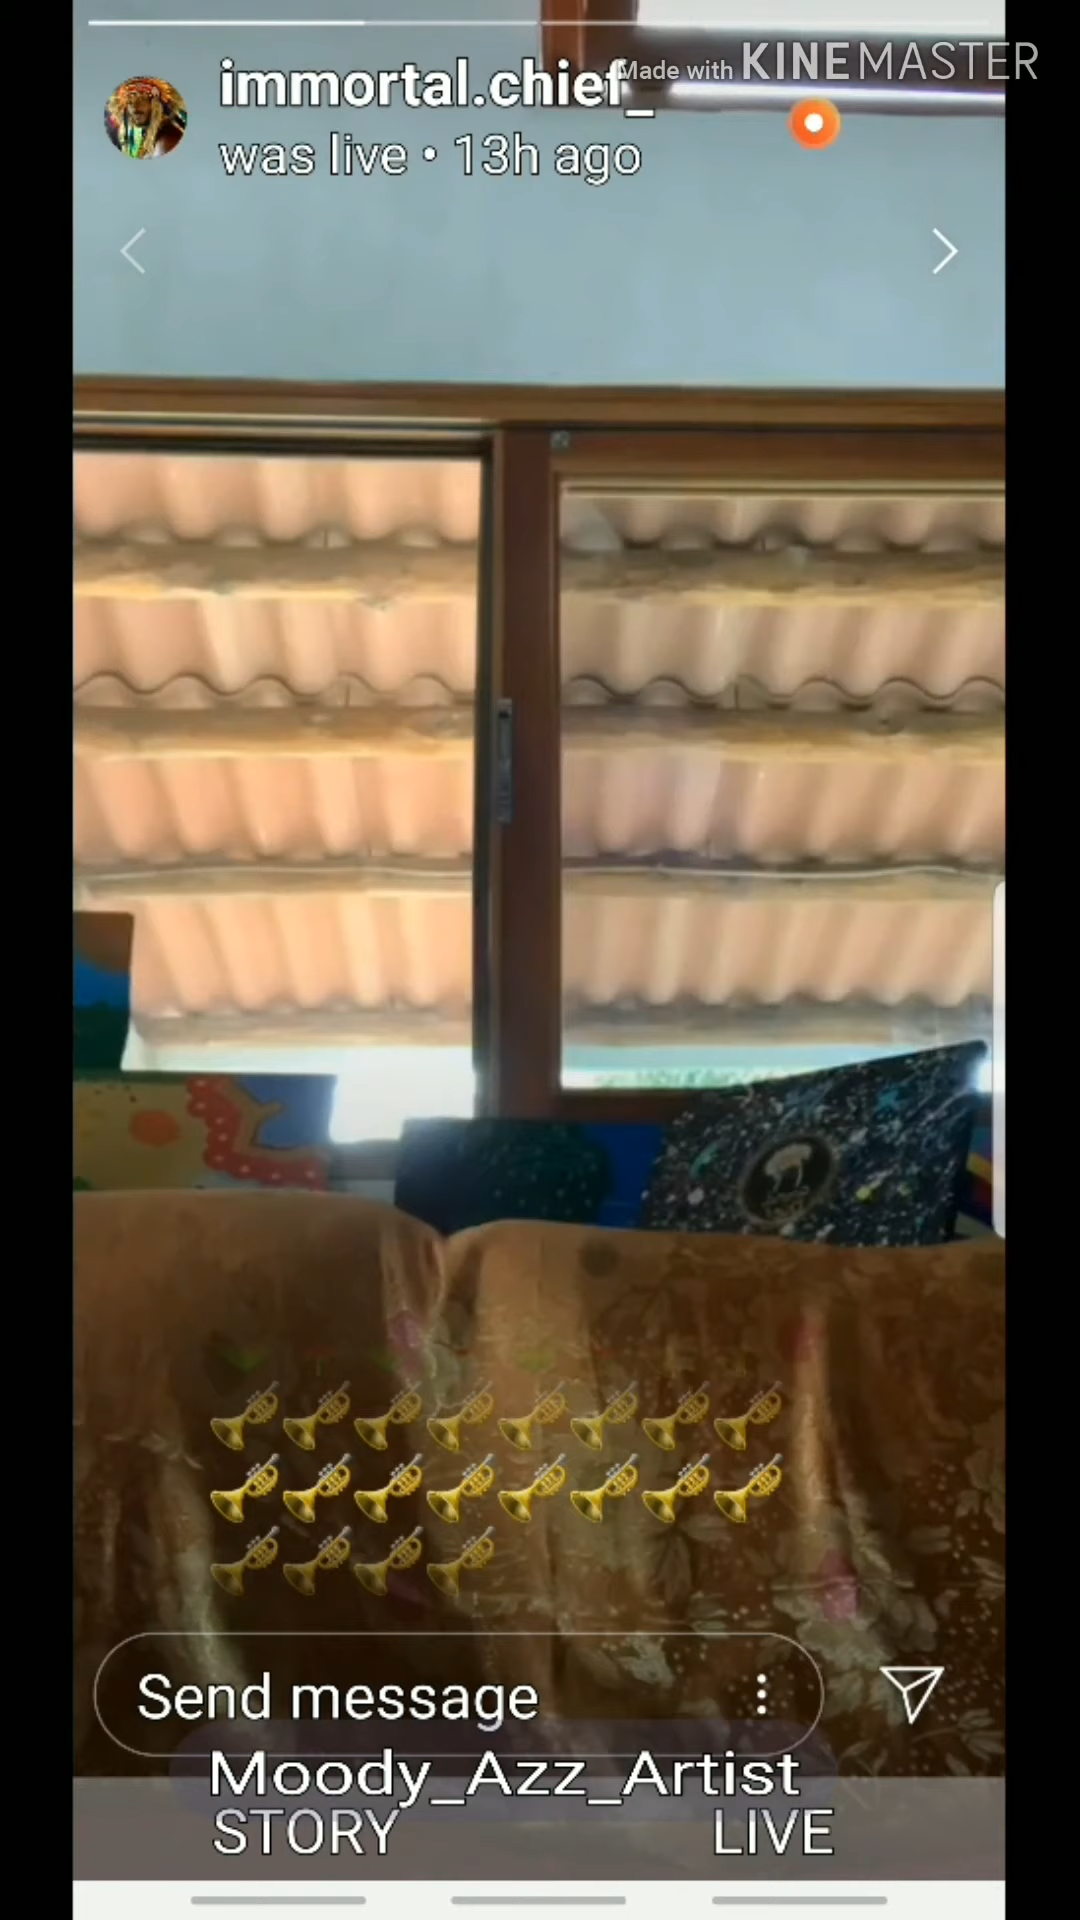 Made with KINEMASTER
immortal.chief_
was live • 13h ago
Send message
Moody_Azz_Artist
STORY LIVE